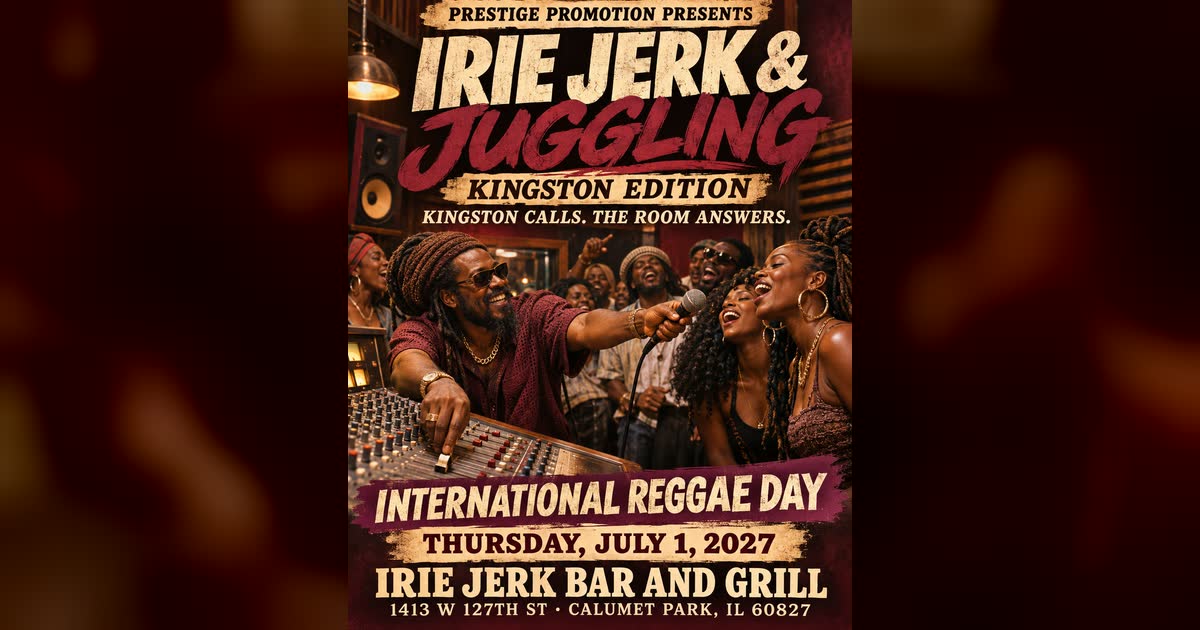 PRESTIGE PROMOTION PRESENTS
IRIE JERK &
JUGGLING
KINGSTON EDITION
KINGSTON CALLS. THE ROOM ANSWERS.
INTERNATIONAL REGGAE DAY
THURSDAY, JULY 1, 2027
IRIE JERK BAR AND GRILL
1413 W 127TH ST • CALUMET PARK, IL 60827